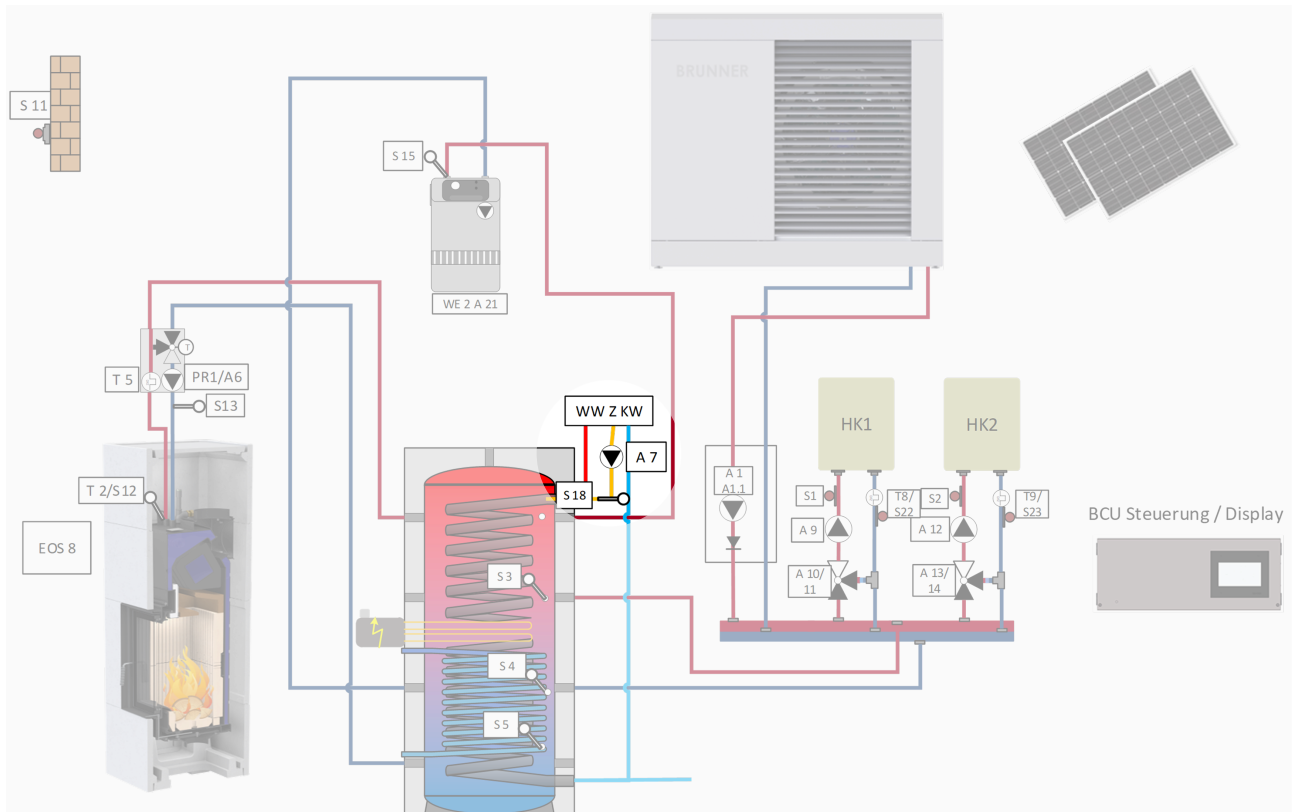 S 11
BRUNNER
S 15
WE 2 A 21
T
T 5
PR1/A6
S13
WW Z KW
A 7
S 18
HK1
HK2
A 1
A1.1
S1
T8/
S22
S2
T9/
S23
A 9
A 12
A 10/
11
A 13/
14
BCU Steuerung / Display
T 2/S12
EOS 8
S 3
S 4
S 5